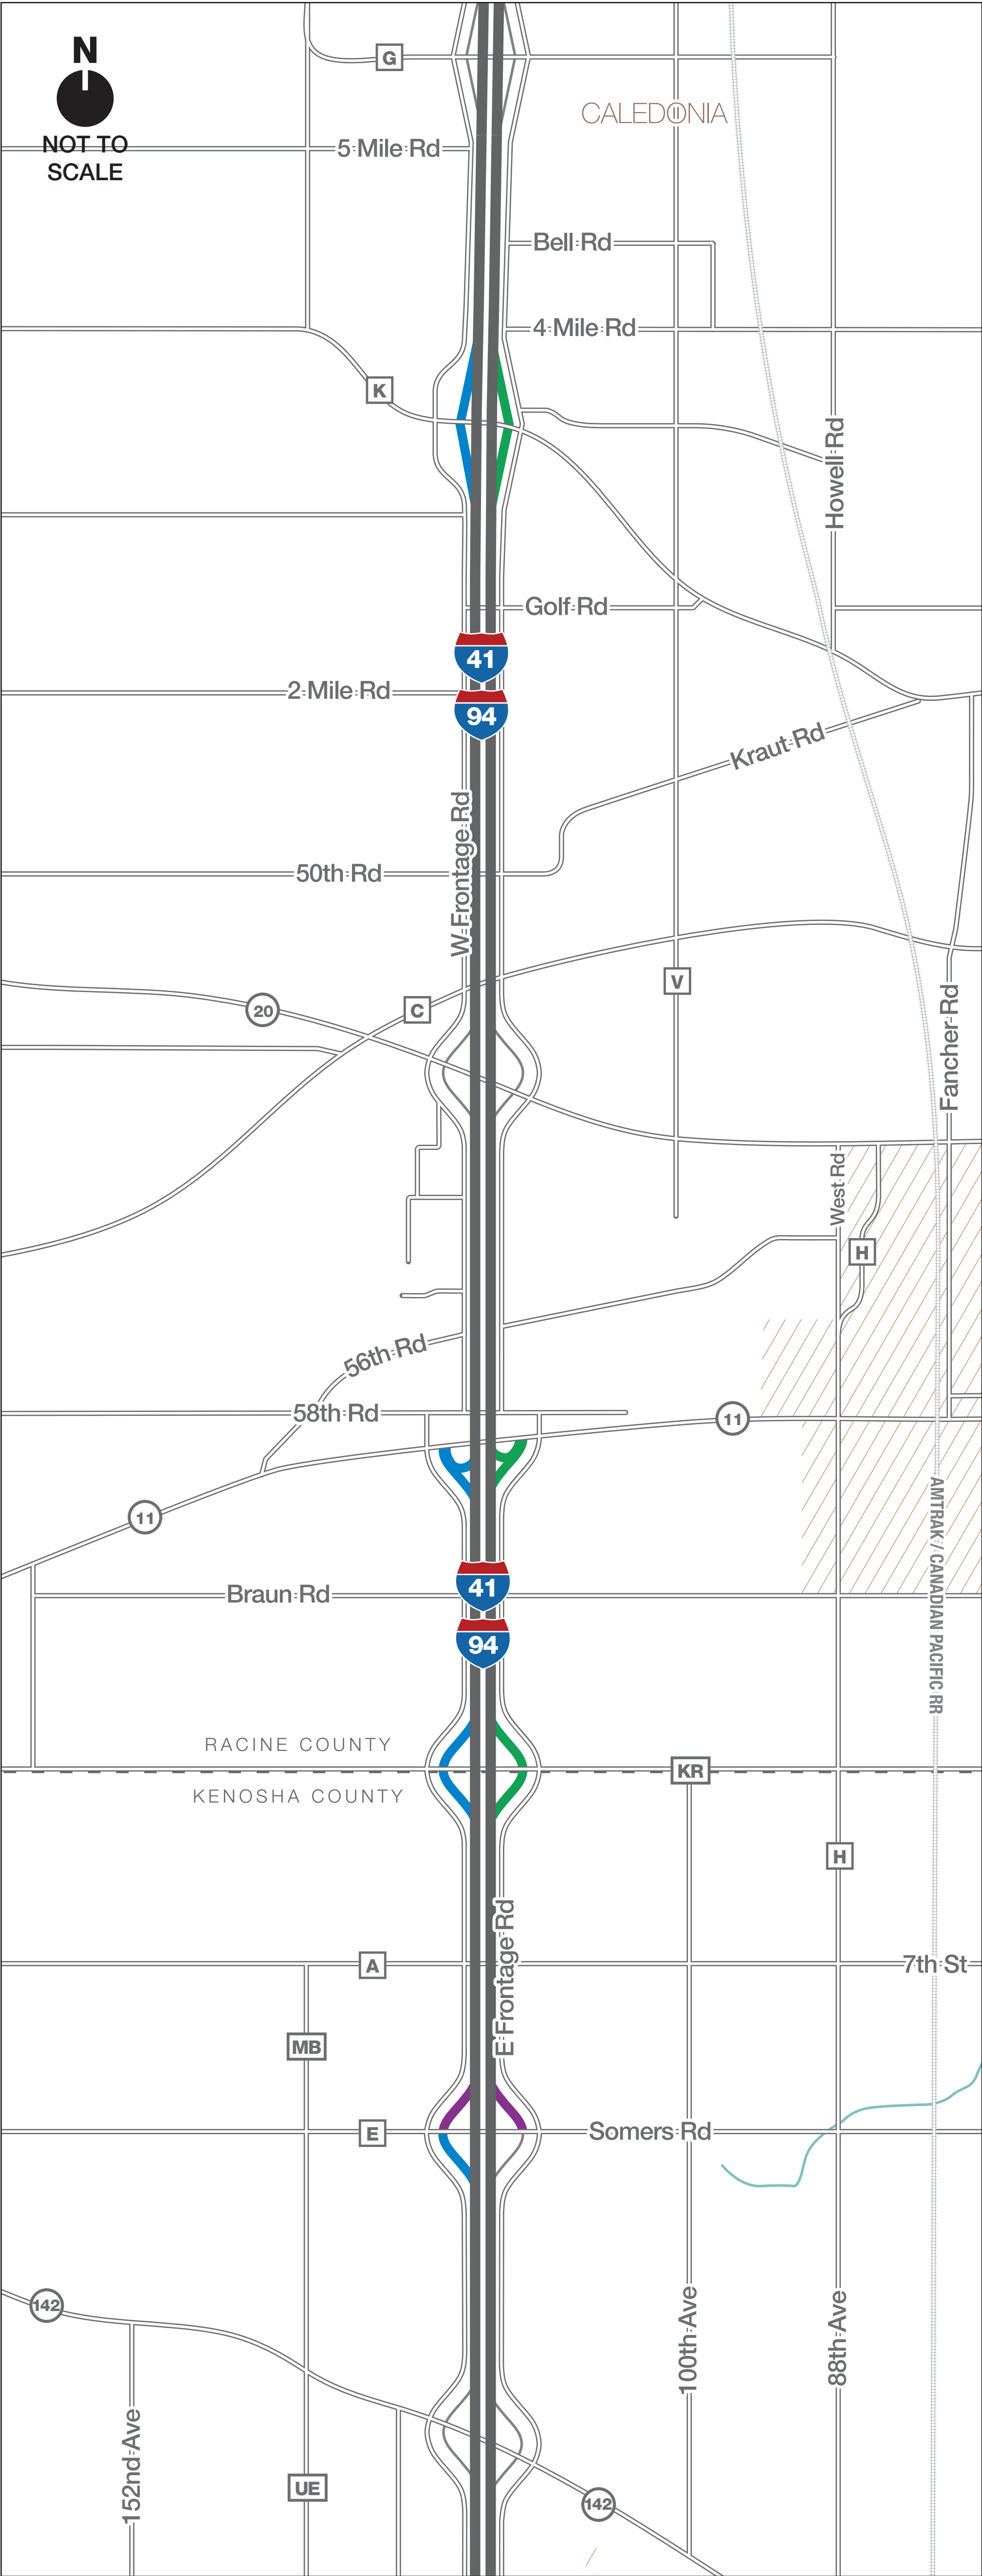 N
NOT TO
SCALE
G
CALEDONIA
5 Mile Rd
Bell Rd
4 Mile Rd
K
Howell Rd
Golf Rd
41
2 Mile Rd
94
Kraut Rd
W Frontage Rd
50th Rd
V
20
C
Fancher Rd
West Rd
H
56th Rd
58th Rd
11
11
AMTRAK / CANADIAN PACIFIC RR
41
Braun Rd
94
RACINE COUNTY
KR
KENOSHA COUNTY
H
E Frontage Rd
A
7th St
MB
E
Somers Rd
142
100th Ave
88th Ave
152nd Ave
UE
142